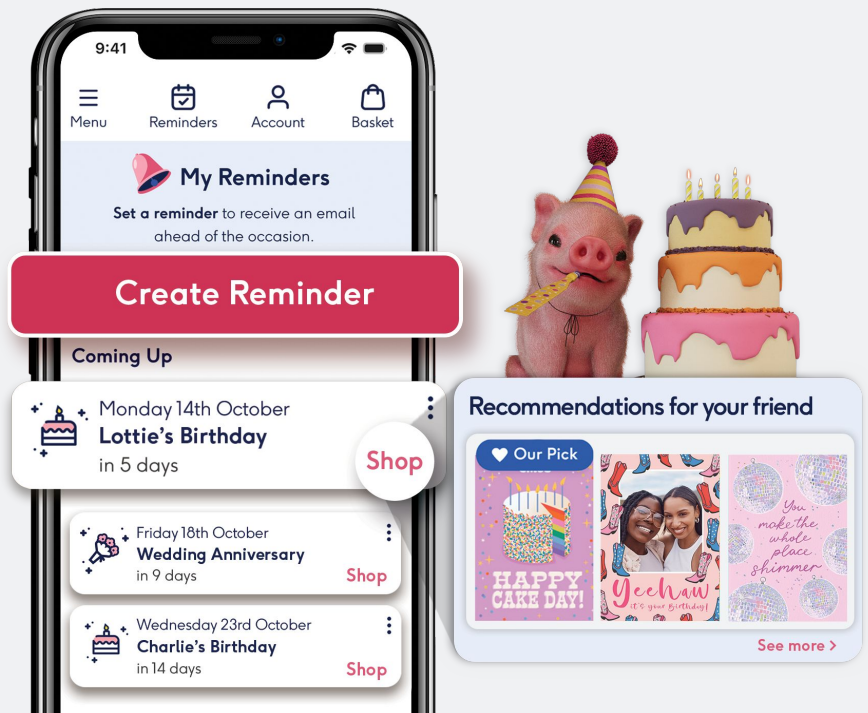 9:41
Menu
Reminders
Account
Basket
My Reminders
Set a reminder to receive an email
ahead of the occasion.
Create Reminder
Coming Up
Monday 14th October
Lottie's Birthday
in 5 days
Shop
Friday 18th October
Wedding Anniversary
in 9 days
Shop
Wednesday 23rd October
Charlie's Birthday
in 14 days
Shop
Recommendations for your friend
Our Pick
HAPPY
CAKE DAY!
Yeehaw
it's your Birthday!
You
make the
whole
place
shimmer
See more >